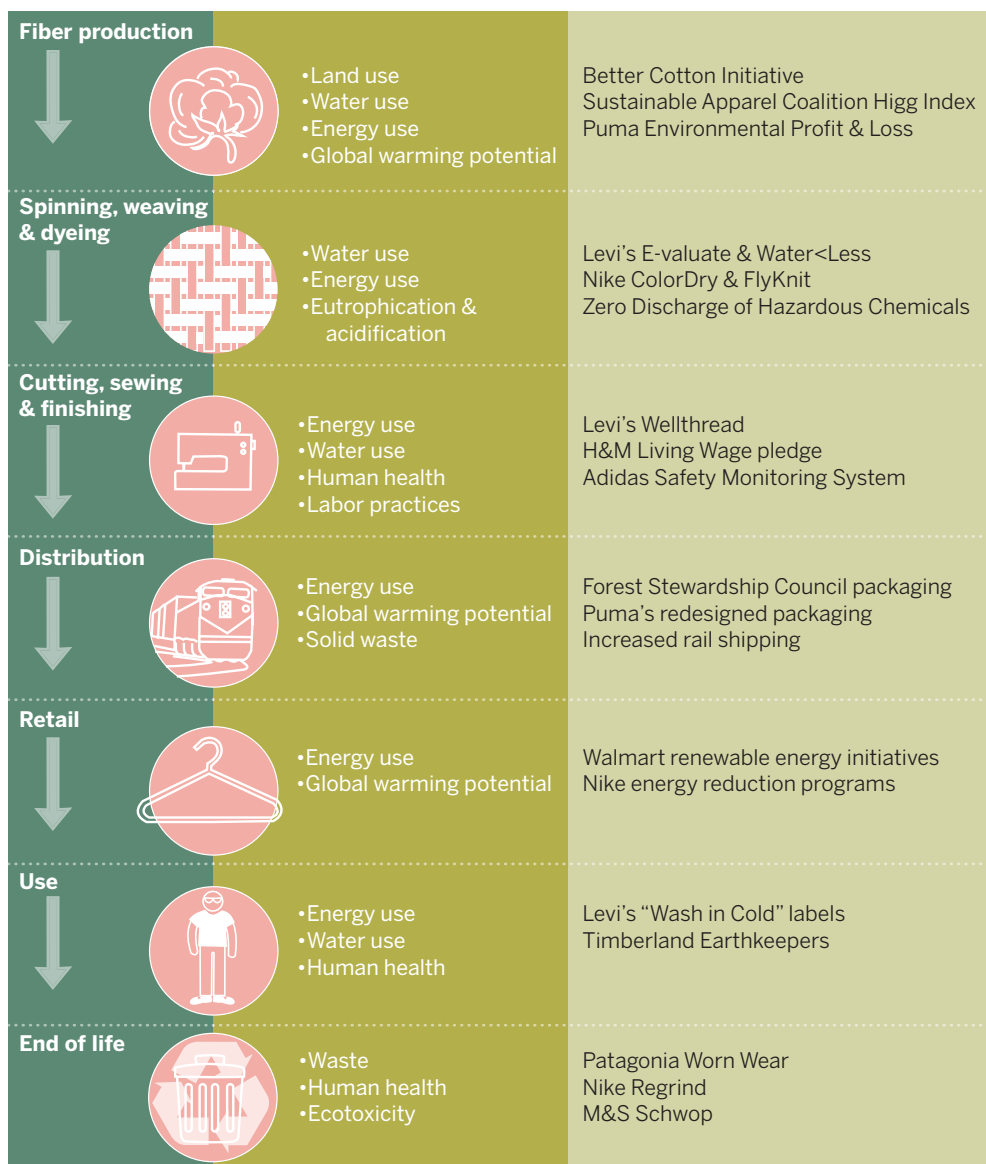 Fiber production
•Land use
•Water use
•Energy use
•Global warming potential
Better Cotton Initiative
Sustainable Apparel Coalition Higg Index
Puma Environmental Profit & Loss
Spinning, weaving
& dyeing
•Water use
•Energy use
•Eutrophication &
acidification
Levi’s E-valuate & Water<Less
Nike ColorDry & FlyKnit
Zero Discharge of Hazardous Chemicals
Cutting, sewing
& finishing
•Energy use
•Water use
•Human health
•Labor practices
Levi’s Wellthread
H&M Living Wage pledge
Adidas Safety Monitoring System
Distribution
•Energy use
•Global warming potential
•Solid waste
Forest Stewardship Council packaging
Puma’s redesigned packaging
Increased rail shipping
Retail
•Energy use
•Global warming potential
Walmart renewable energy initiatives
Nike energy reduction programs
Use
•Energy use
•Water use
•Human health
Levi’s “Wash in Cold” labels
Timberland Earthkeepers
End of life
•Waste
•Human health
•Ecotoxicity
Patagonia Worn Wear
Nike Regrind
M&S Schwop